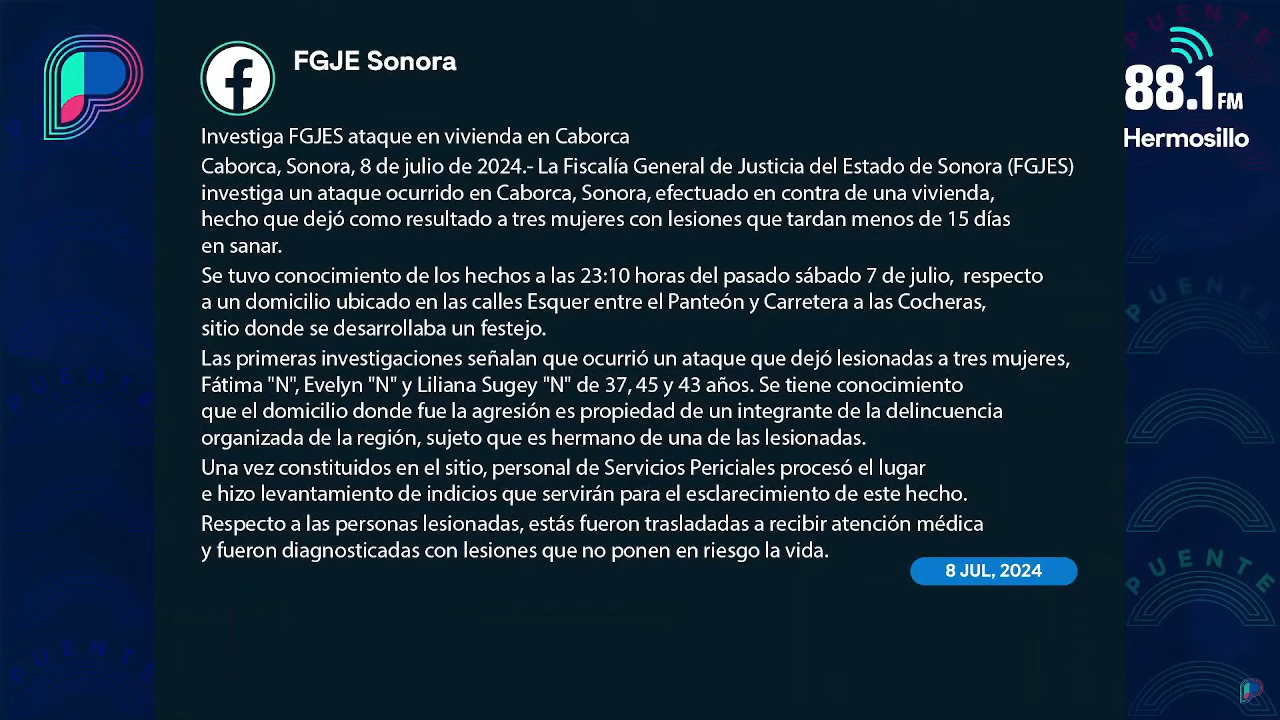 FGJE Sonora
88.1 FM
Hermosillo
Investiga FGJES ataque en vivienda en Caborca
Caborca, Sonora, 8 de julio de 2024.- La Fiscalía General de Justicia del Estado de Sonora (FGJES)
investiga un ataque ocurrido en Caborca, Sonora, efectuado en contra de una vivienda,
hecho que dejó como resultado a tres mujeres con lesiones que tardan menos de 15 días
en sanar.
Se tuvo conocimiento de los hechos a las 23:10 horas del pasado sábado 7 de julio, respecto
a un domicilio ubicado en las calles Esquer entre el Panteón y Carretera a las Cocheras,
sitio donde se desarrollaba un festejo.
Las primeras investigaciones señalan que ocurrió un ataque que dejó lesionadas a tres mujeres,
Fátima "N", Evelyn "N" y Liliana Sugey "N" de 37, 45 y 43 años. Se tiene conocimiento
que el domicilio donde fue la agresión es propiedad de un integrante de la delincuencia
organizada de la región, sujeto que es hermano de una de las lesionadas.
Una vez constituidos en el sitio, personal de Servicios Periciales procesó el lugar
e hizo levantamiento de indicios que servirán para el esclarecimiento de este hecho.
Respecto a las personas lesionadas, estás fueron trasladadas a recibir atención médica
y fueron diagnosticadas con lesiones que no ponen en riesgo la vida.
8 JUL, 2024
PUENTE
PUENTE
PUENTE
PUENTE
PUENTE